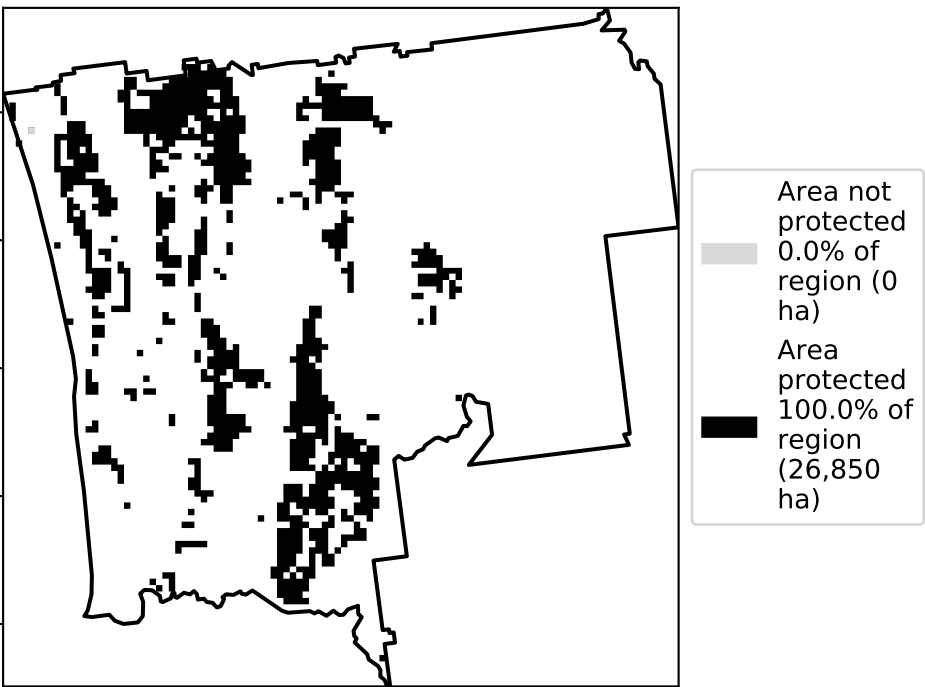 Area not
protected
0.0% of
region (0
ha)
Area
protected
100.0% of
region
(26,850
ha)